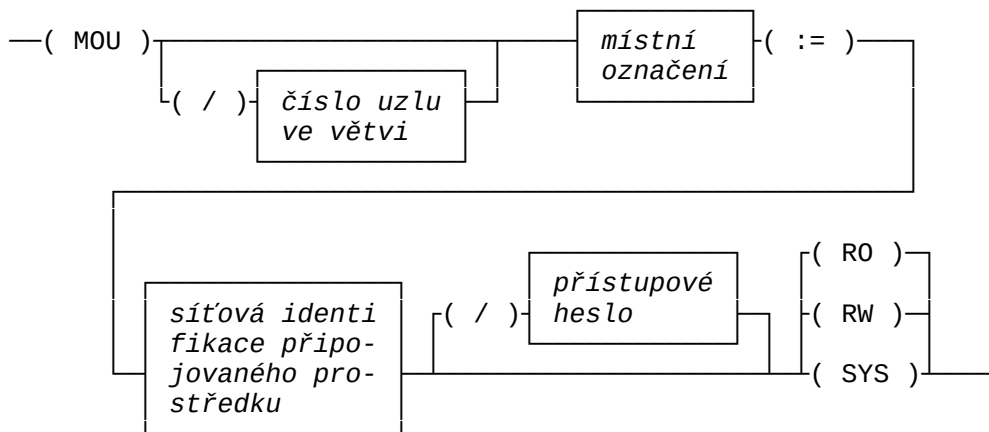 ( MOU )
místní
označení
( := )
( / )
číslo uzlu
ve větvi
síťová identi
fikace připo-
jovaného pro-
středku
( / )
přístupové
heslo
( RO )
( RW )
( SYS )